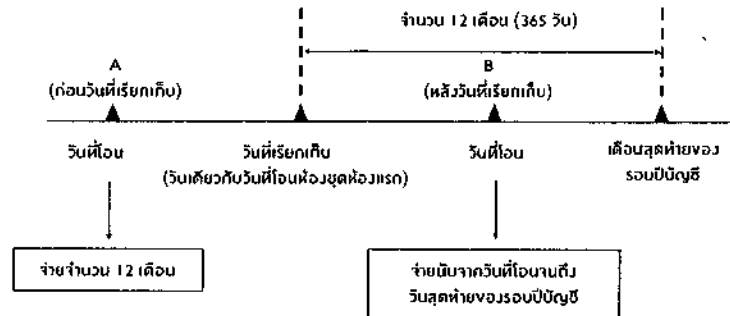 จำนวน 12 เดือน (365 วัน)
A
(ก่อนวันที่เรียกเก็บ)
B
(หลังวันที่เรียกเก็บ)
วันที่โอน
วันที่เรียกเก็บ
(วันเดียวกับวันที่โอนห้องชุดห้องแรก)
วันที่โอน
เดือนสุดท้ายของ
รอบปีบัญชี
จ่ายจำนวน 12 เดือน
จ่ายนับจากวันที่โอนจนถึง
วันสุดท้ายของรอบปีบัญชี